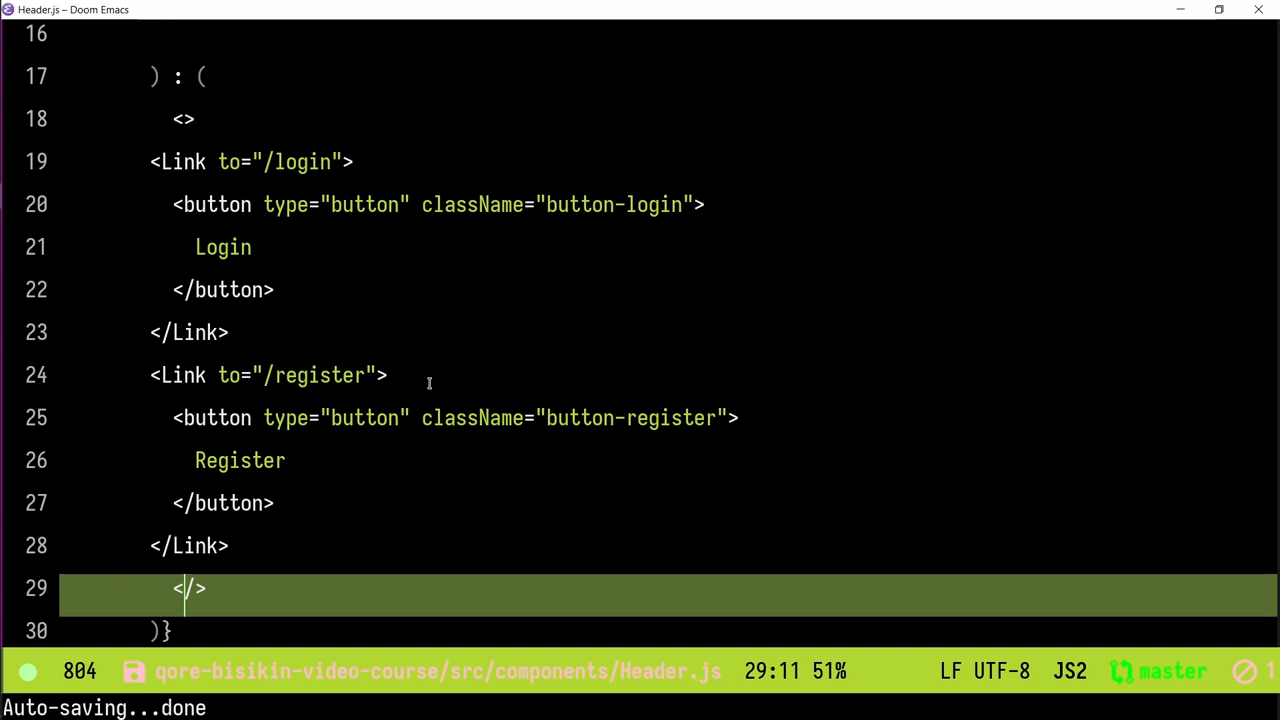 Header.js – Doom Emacs
16
17 ) : (
18 <>
19 <Link to="/login">
20 <button type="button" className="button-login">
21 Login
22 </button>
23 </Link>
24 <Link to="/register">
25 <button type="button" className="button-register">
26 Register
27 </button>
28 </Link>
29 </>
30 )}
804 qore-bisikin-video-course/src/components/Header.js 29:11 51% LF UTF-8 JS2 master 1
Auto-saving...done